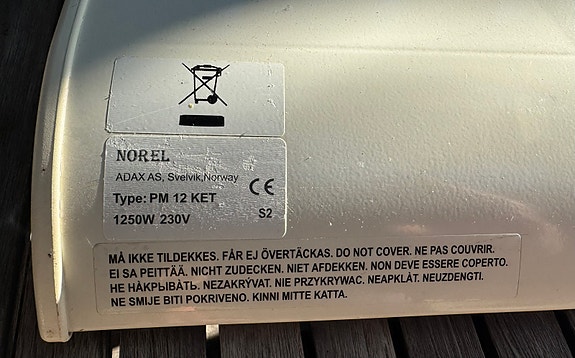 NOREL
ADAX AS, Svelvik,Norway
Type: PM 12 KET
1250W 230V
CE
S2
MÅ IKKE TILDEKKES. FÅR EJ ÖVERTÄCKAS. DO NOT COVER. NE PAS COUVRIR.
EI SA PEITTÄÄ. NICHT ZUDECKEN. NIET AFDEKKEN. NON DEVE ESSERE COPERTO.
НЕ НАКРЫВАТЬ. NEZAKRÝVAT. NIE PRZYKRYWAC. NEAPKLÀT. NEUZDENGTI.
NE SMIJE BITI POKRIVENO. KINNI MITTE KATTA.